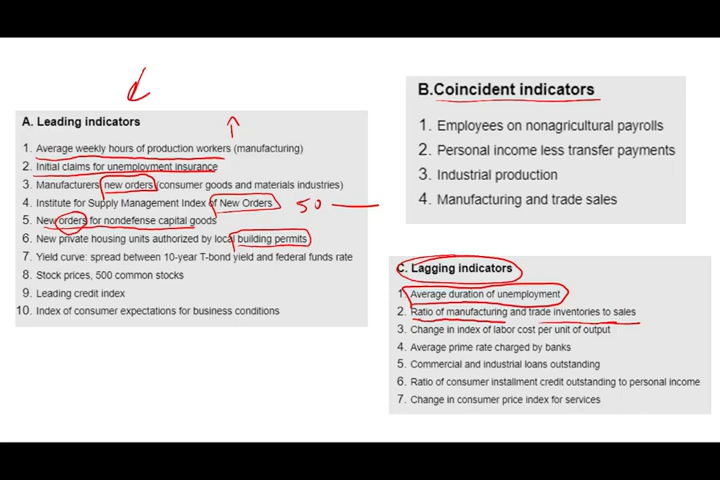 A. Leading indicators
1. Average weekly hours of production workers (manufacturing)
2. Initial claims for unemployment insurance
3. Manufacturers new orders (consumer goods and materials industries)
4. Institute for Supply Management Index of New Orders 50
5. New orders for nondefense capital goods
6. New private housing units authorized by local building permits
7. Yield curve: spread between 10-year T-bond yield and federal funds rate
8. Stock prices, 500 common stocks
9. Leading credit index
10. Index of consumer expectations for business conditions
B.Coincident indicators
1. Employees on nonagricultural payrolls
2. Personal income less transfer payments
3. Industrial production
4. Manufacturing and trade sales
C. Lagging indicators
1. Average duration of unemployment
2. Ratio of manufacturing and trade inventories to sales
3. Change in index of labor cost per unit of output
4. Average prime rate charged by banks
5. Commercial and industrial loans outstanding
6. Ratio of consumer installment credit outstanding to personal income
7. Change in consumer price index for services